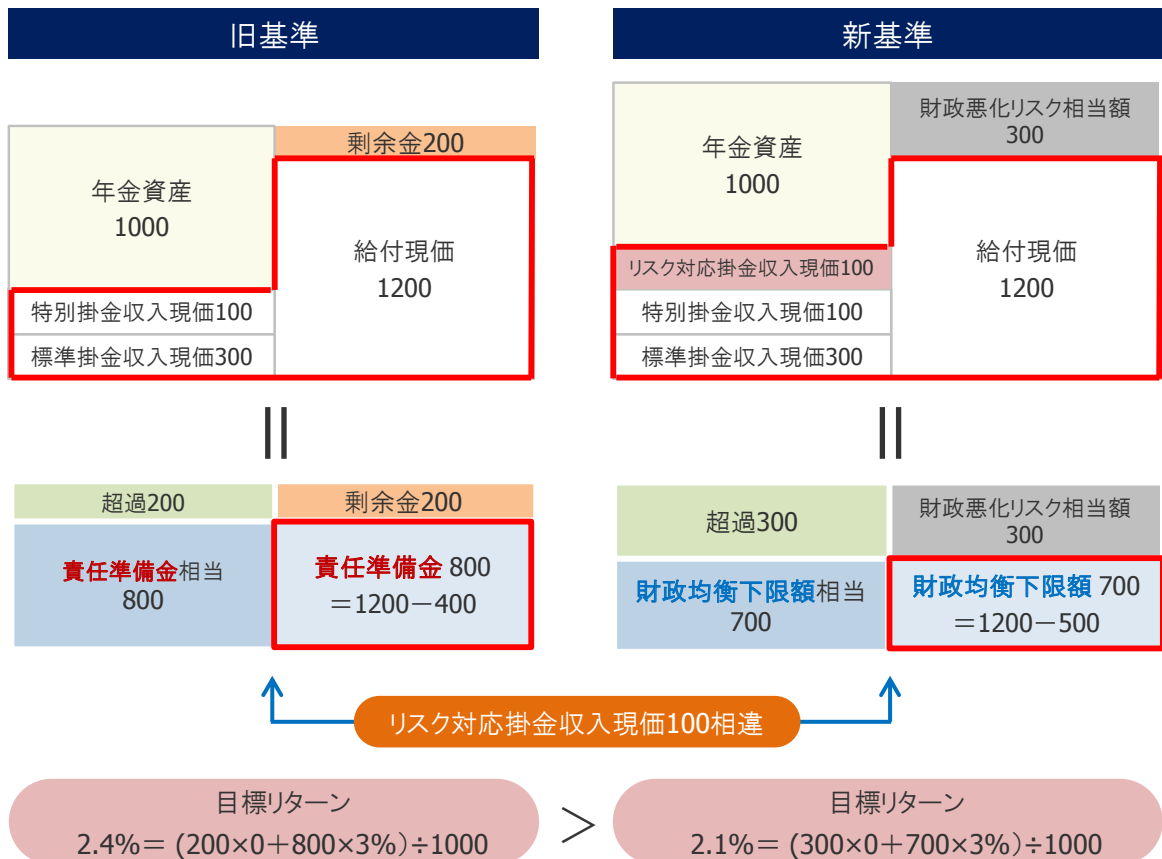 旧基準
新基準
年金資産
1000
剰余金200
給付現価
1200
特別掛金収入現価100
標準掛金収入現価300
年金資産
1000
財政悪化リスク相当額
300
給付現価
1200
リスク対応掛金収入現価100
特別掛金収入現価100
標準掛金収入現価300
||
||
超過200
剰余金200
責任準備金相当
800
責任準備金 800
＝1200－400
超過300
財政悪化リスク相当額
300
財政均衡下限額相当
700
財政均衡下限額 700
＝1200－500
リスク対応掛金収入現価100相違
目標リターン
2.4%＝ (200×0＋800×3%)÷1000
＞
目標リターン
2.1%＝ (300×0＋700×3%)÷1000